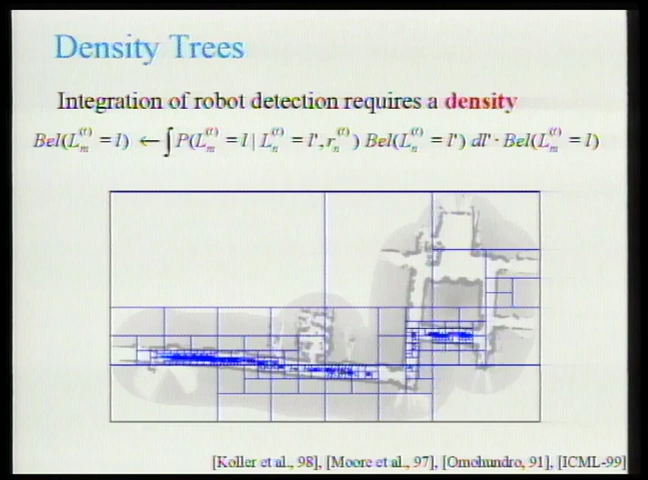 Density Trees
Integration of robot detection requires a density
Bel(L_m^(t) = l) ← ∫ P(L_m^(t) = l | L_n^(t) = l', r_n^(t)) Bel(L_n^(t) = l') dl' · Bel(L_m^(t) = l)
[Koller et al., 98], [Moore et al., 97], [Omohundro, 91], [ICML-99]